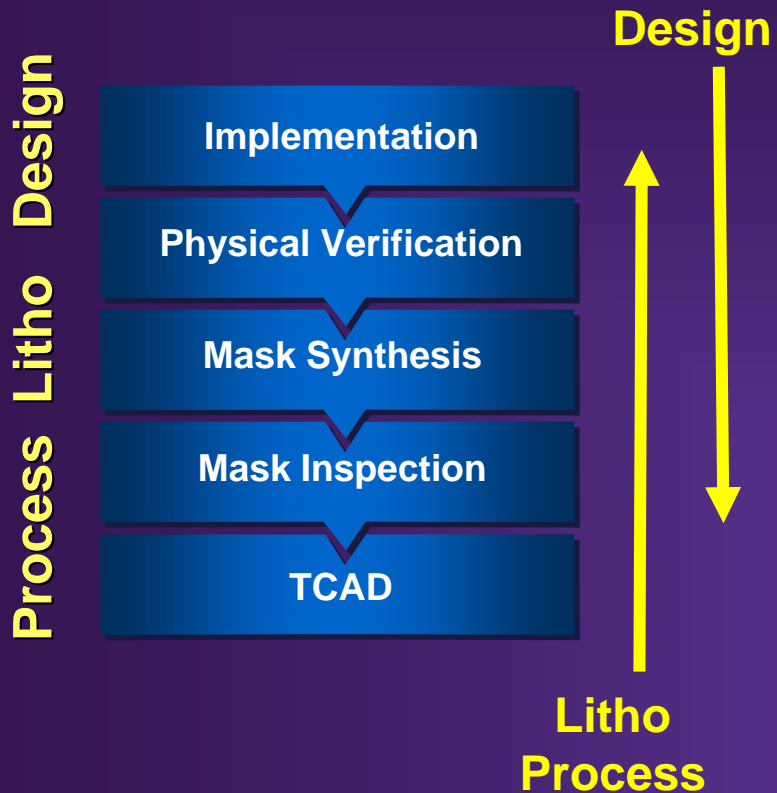 Design
Implementation
Physical Verification
Mask Synthesis
Mask Inspection
TCAD
Process Litho Design
Litho
Process